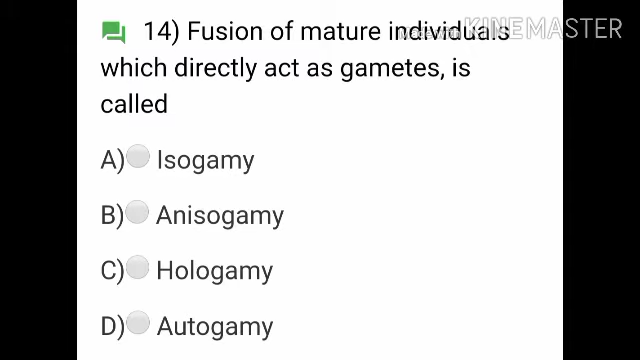 14) Fusion of mature individuals
which directly act as gametes, is
called
A) Isogamy
B) Anisogamy
C) Hologamy
D) Autogamy
KINEMASTER